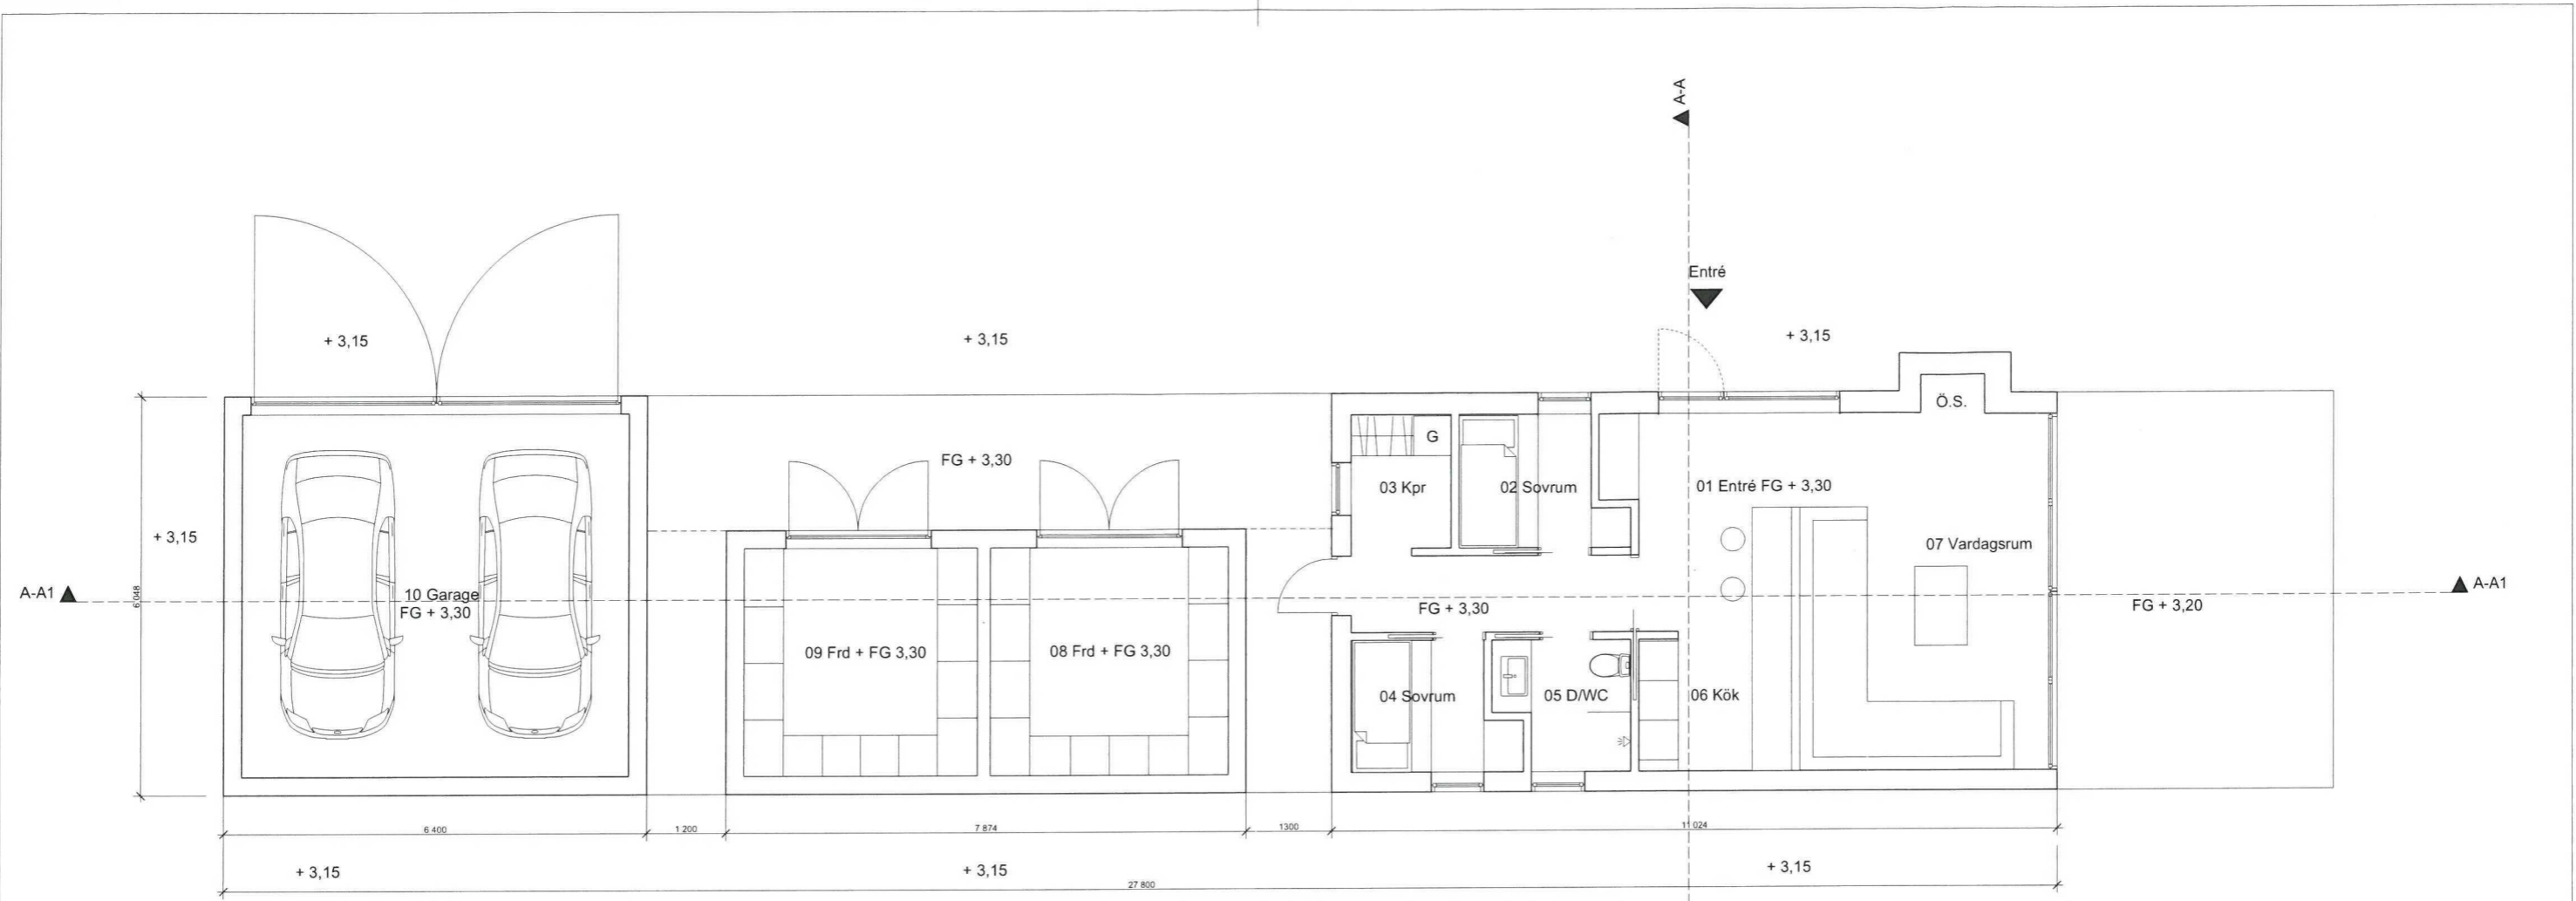 A-A
Entré
+ 3,15
+ 3,15
+ 3,15
Ö.S.
G
FG + 3,30
03 Kpr
02 Sovrum
01 Entré FG + 3,30
+ 3,15
07 Vardagsrum
A-A1
6 048
10 Garage
FG + 3,30
FG + 3,30
FG + 3,20
A-A1
09 Frd + FG 3,30
08 Frd + FG 3,30
04 Sovrum
05 D/WC
06 Kök
6 400
1 200
7 874
1300
11 024
+ 3,15
+ 3,15
+ 3,15
27 800